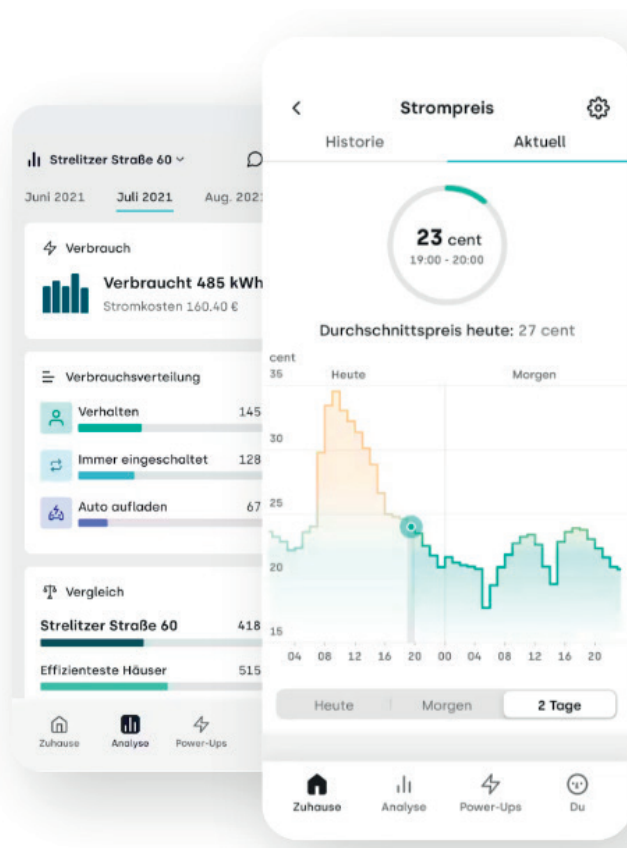 Strelitzer Straße 60
Juni 2021 Juli 2021 Aug. 2021
Verbrauch
Verbraucht 485 kWh
Stromkosten 160.40 €
Verbrauchsverteilung
Verhalten 145
Immer eingeschaltet 128
Auto aufladen 67
Vergleich
Strelitzer Straße 60 418
Effizienteste Häuser 515
Zuhause Analyse Power-Ups
Strompreis
Historie Aktuell
23 cent
19:00 - 20:00
Durchschnittspreis heute: 27 cent
cent
35 Heute Morgen
30
25
20
15
04 08 12 16 20 00 04 08 12 16 20
Heute Morgen 2 Tage
Zuhause Analyse Power-Ups Du